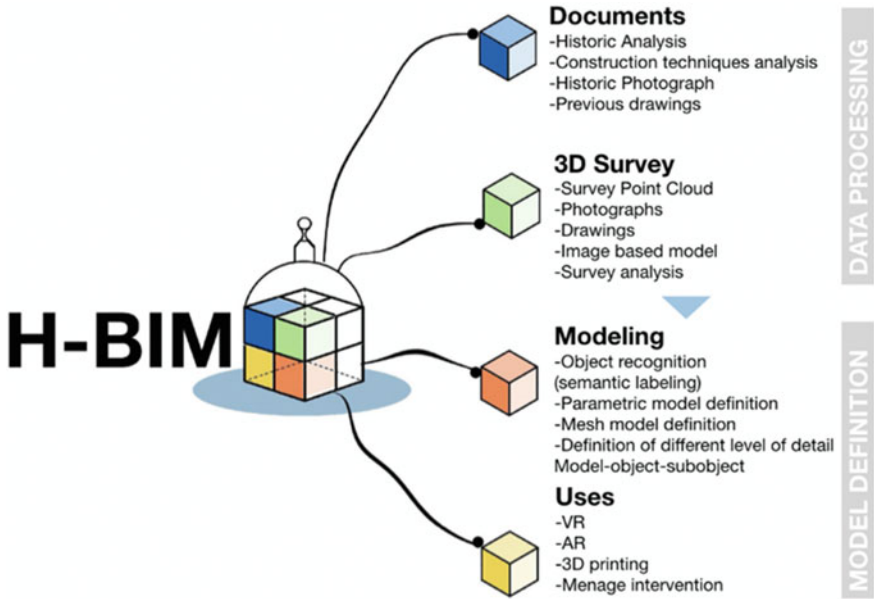 H-BIM
Documents
-Historic Analysis
-Construction techniques analysis
-Historic Photograph
-Previous drawings
3D Survey
-Survey Point Cloud
-Photographs
-Drawings
-Image based model
-Survey analysis
DATA PROCESSING
Modeling
-Object recognition
(semantic labeling)
-Parametric model definition
-Mesh model definition
-Definition of different level of detail
Model-object-subobject
Uses
-VR
-AR
-3D printing
-Menage intervention
MODEL DEFINITION